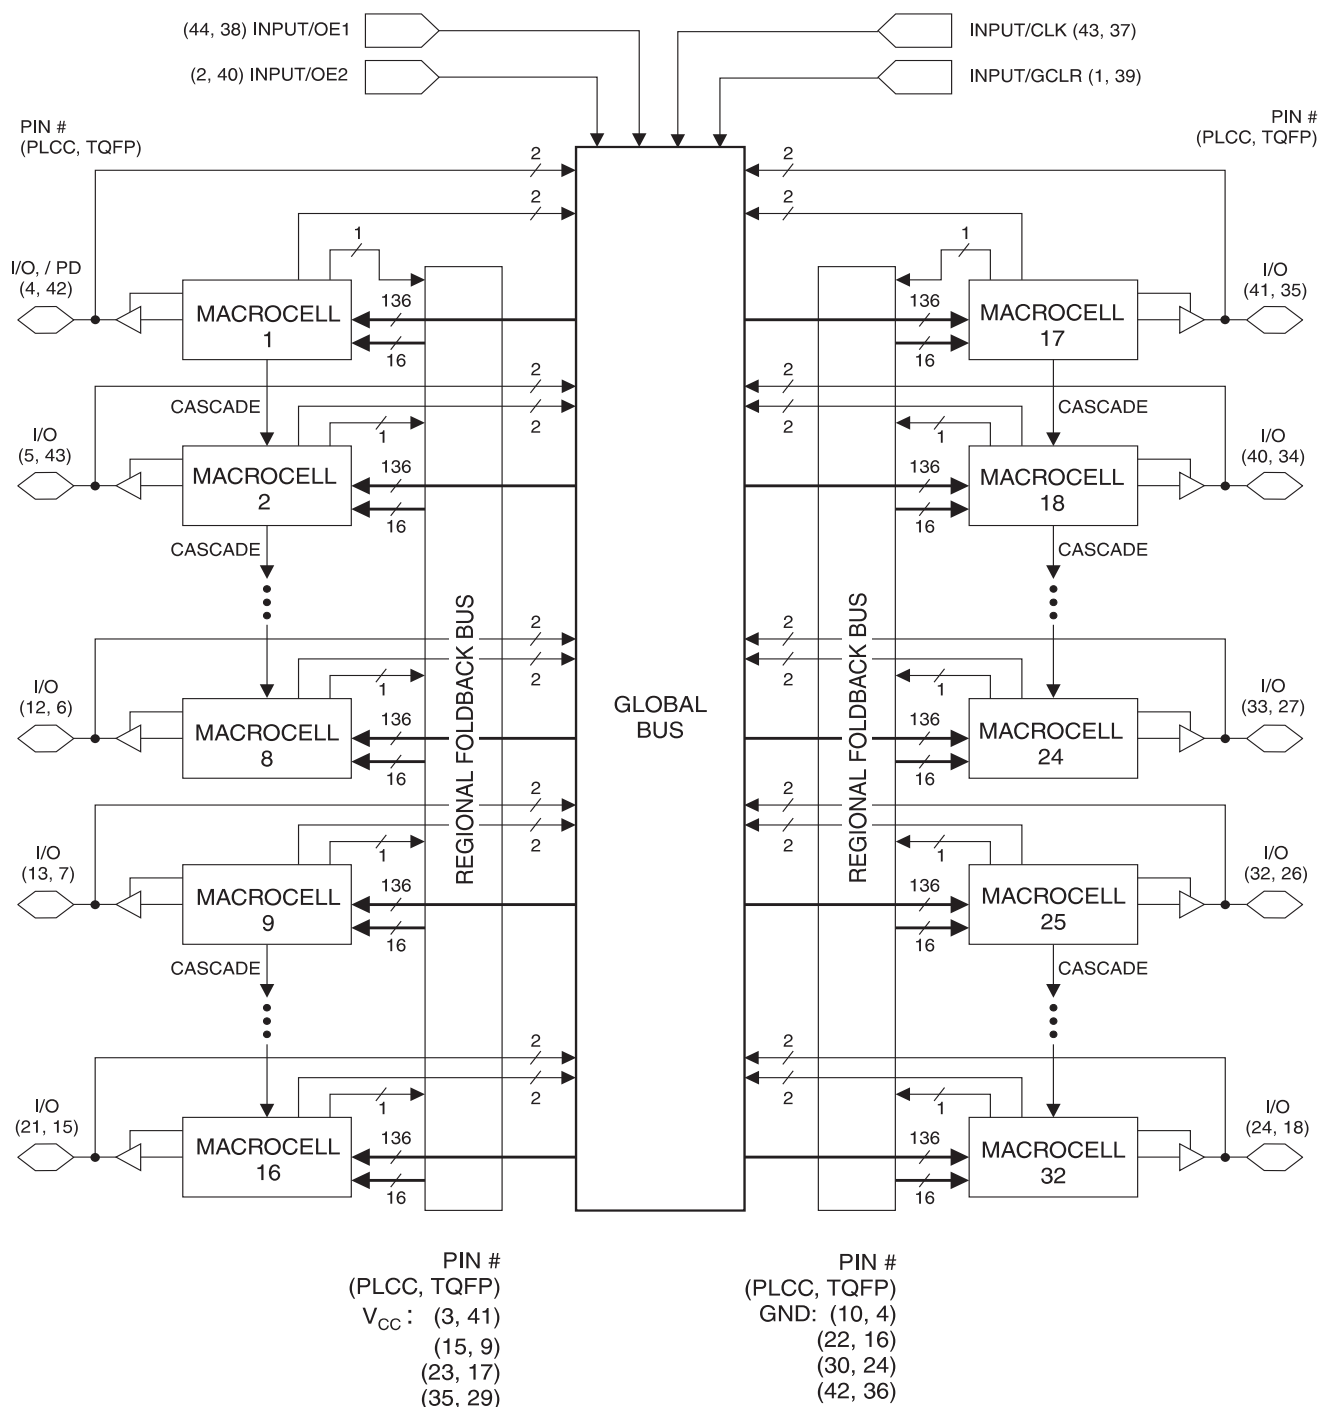 (44, 38) INPUT/OE1
INPUT/CLK (43, 37)
(2, 40) INPUT/OE2
INPUT/GCLR (1, 39)
PIN #
(PLCC, TQFP)
PIN #
(PLCC, TQFP)
2
2
2
2
1
1
I/O, / PD
(4, 42)
MACROCELL
1
136
16
136
16
MACROCELL
17
I/O
(41, 35)
2
2
CASCADE
CASCADE
1
2
2
1
I/O
(5, 43)
MACROCELL
2
136
16
136
16
MACROCELL
18
I/O
(40, 34)
CASCADE
CASCADE
REGIONAL FOLDBACK BUS
GLOBAL
BUS
REGIONAL FOLDBACK BUS
2
2
1
2
2
1
I/O
(12, 6)
MACROCELL
8
136
16
136
16
MACROCELL
24
I/O
(33, 27)
2
2
1
2
2
1
I/O
(13, 7)
MACROCELL
9
136
16
136
16
MACROCELL
25
I/O
(32, 26)
CASCADE
CASCADE
2
2
1
2
2
1
I/O
(21, 15)
MACROCELL
16
136
16
136
16
MACROCELL
32
I/O
(24, 18)
PIN #
(PLCC, TQFP)
VCC : (3, 41)
(15, 9)
(23, 17)
(35, 29)
PIN #
(PLCC, TQFP)
GND: (10, 4)
(22, 16)
(30, 24)
(42, 36)